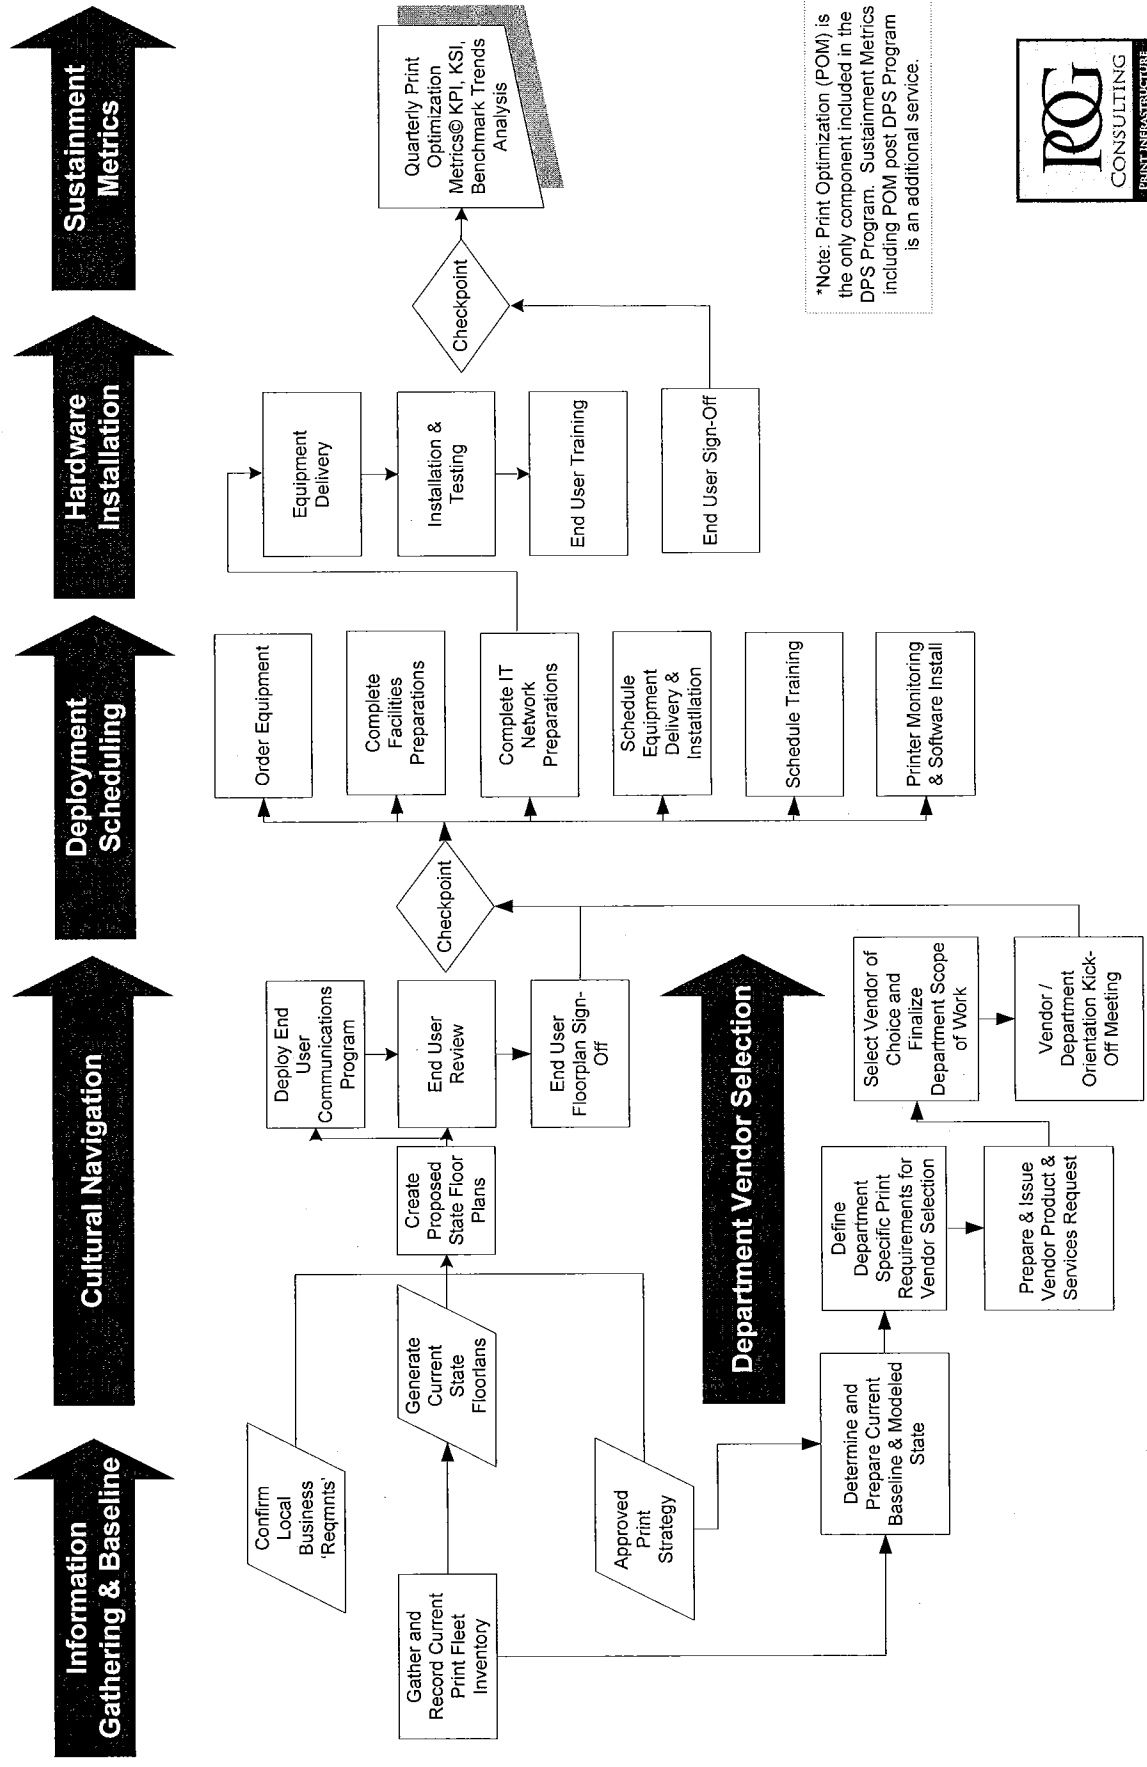 Information
Gathering & Baseline
Cultural Navigation
Deployment
Scheduling
Hardware
Installation
Sustainment
Metrics
Confirm
Local
Business
'Reqmnts'
Gather and
Record Current
Print Fleet
Inventory
Approved
Print
Strategy
Generate
Current
State
Floorlans
Create
Proposed
State Floor
Plans
Deploy End
User
Communications
Program
End User
Review
End User
Floorplan Sign-
Off
Department Vendor Selection
Determine and
Prepare Current
Baseline & Modeled
State
Define
Department
Specific Print
Requirements for
Vendor Selection
Prepare & Issue
Vendor Product &
Services Request
Select Vendor of
Choice and
Finalize
Department Scope
of Work
Vendor /
Department
Orientation Kick-
Off Meeting
Checkpoint
Order Equipment
Complete
Facilities
Preparations
Complete IT
Network
Preparations
Schedule
Equipment
Delivery &
Instatllation
Schedule Training
Printer Monitoring
& Software Install
Equipment
Delivery
Installation &
Testing
End User Training
End User Sign-Off
Checkpoint
Quarterly Print
Optimization
Metrics© KPI, KSI,
Benchmark Trends
Analysis
*Note: Print Optimization (POM) is
the only component included in the
DPS Program. Sustainment Metrics
including POM post DPS Program
is an additional service.
POG
CONSULTING
PRINT INFRASTRUCTURE